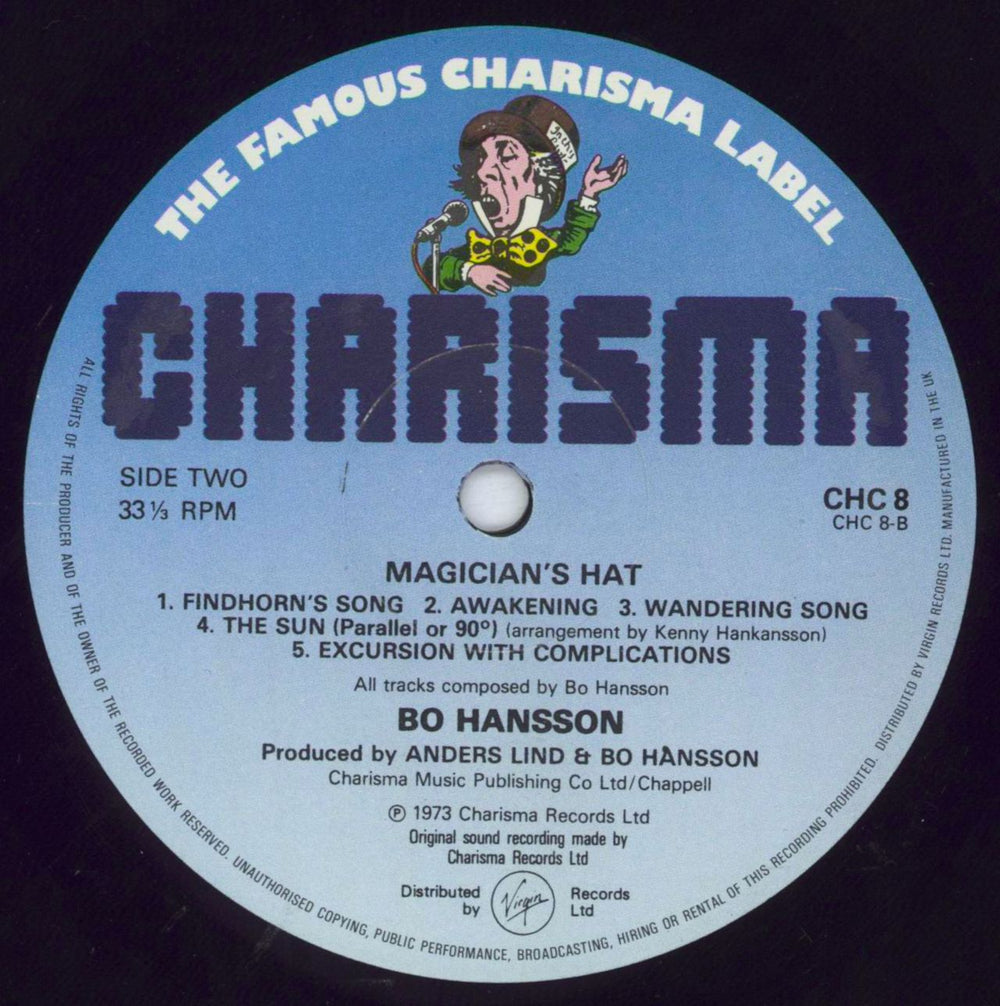 THE FAMOUS CHARISMA LABEL
CHARISMA
SIDE TWO
33⅓ RPM
CHC 8
CHC 8-B
MAGICIAN'S HAT
1. FINDHORN'S SONG 2. AWAKENING 3. WANDERING SONG
4. THE SUN (Parallel or 90º) (arrangement by Kenny Hankansson)
5. EXCURSION WITH COMPLICATIONS
All tracks composed by Bo Hansson
BO HANSSON
Produced by ANDERS LIND & BO HANSSON
Charisma Music Publishing Co Ltd/Chappell
℗ 1973 Charisma Records Ltd
Original sound recording made by
Charisma Records Ltd
Distributed by Virgin Records Ltd
ALL RIGHTS OF THE PRODUCER AND OF THE OWNER OF THE RECORDED WORK RESERVED. UNAUTHORISED COPYING, PUBLIC PERFORMANCE, BROADCASTING, HIRING OR RENTAL OF THIS RECORDING PROHIBITED. DISTRIBUTED BY VIRGIN RECORDS LTD. MANUFACTURED IN THE UK